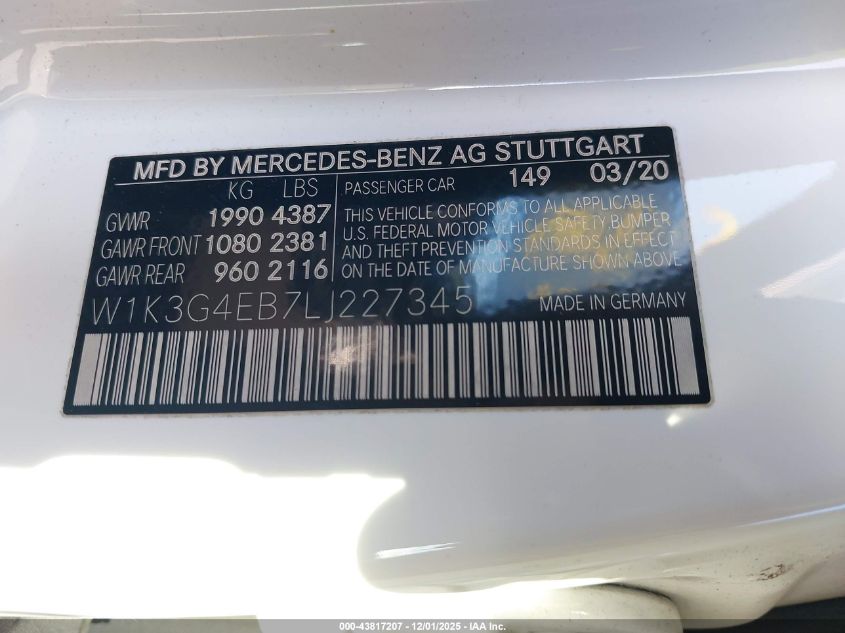 MFD BY MERCEDES-BENZ AG STUTTGART
KG LBS
GVWR 1990 4387
GAWR FRONT 1080 2381
GAWR REAR 960 2116
PASSENGER CAR 149 03/20
THIS VEHICLE CONFORMS TO ALL APPLICABLE
U.S. FEDERAL MOTOR VEHICLE SAFETY, BUMPER
AND THEFT PREVENTION STANDARDS IN EFFECT
ON THE DATE OF MANUFACTURE SHOWN ABOVE
W1K3G4EB7LJ227345 MADE IN GERMANY
000-43817207 - 12/01/2025 - IAA Inc.